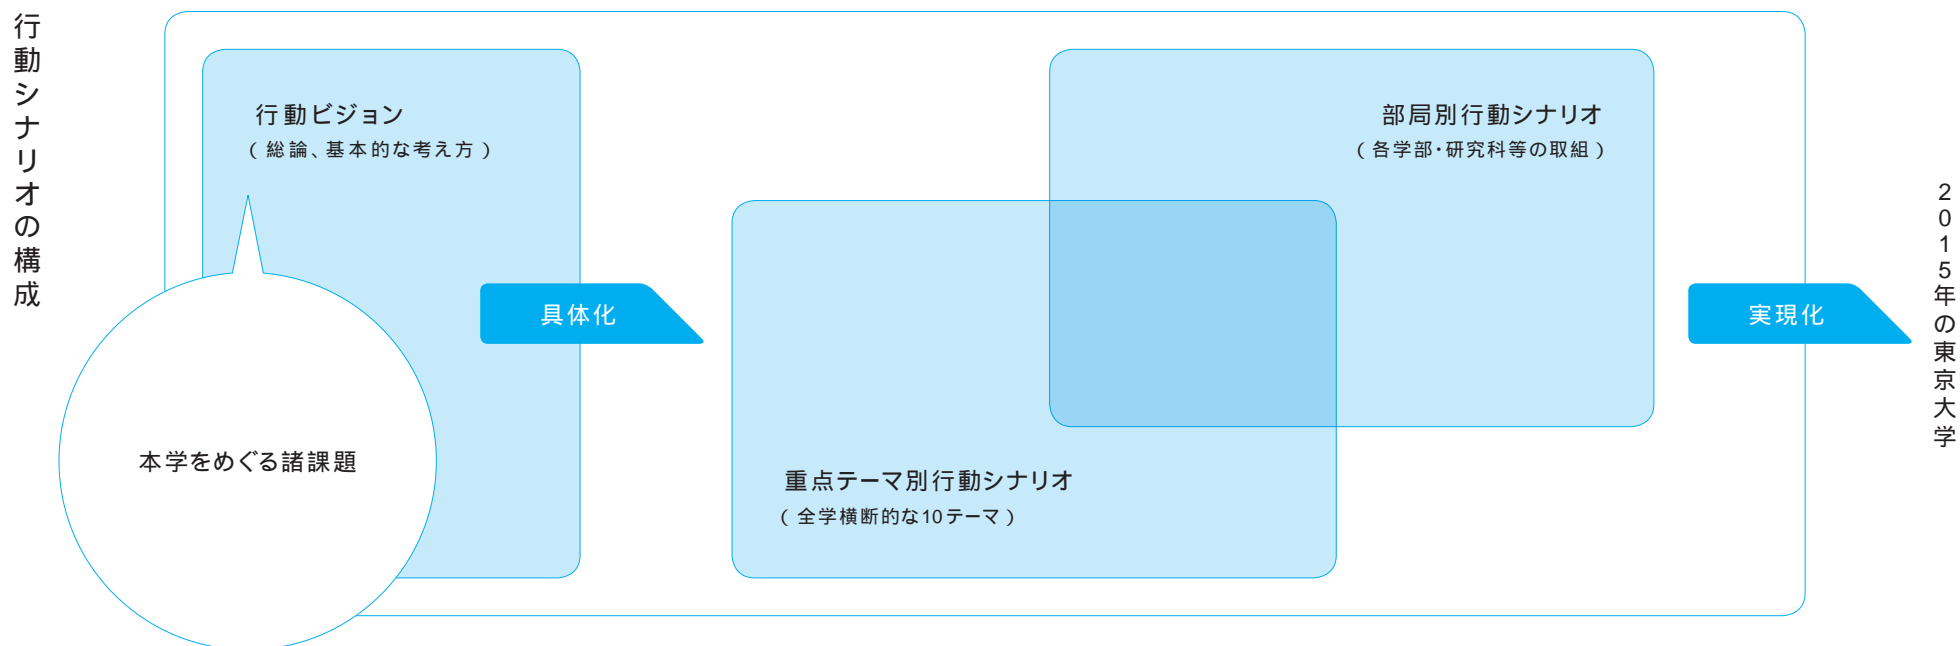 行動シナリオの構成
行動ビジョン
(総論、基本的な考え方)
部局別行動シナリオ
(各学部・研究科等の取組)
具体化
実現化
2015年の東京大学
本学をめぐる諸課題
重点テーマ別行動シナリオ
(全学横断的な10テーマ)